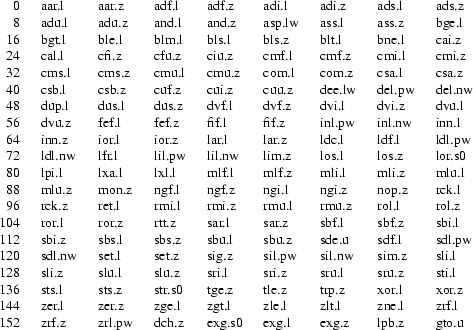 0 aar.l aar.z adf.l adf.z adi.l adi.z ads.l ads.z
8 adu.l adu.z and.l and.z asp.lw ass.l ass.z bge.l
16 bgt.l ble.l blm.l bls.l bls.z blt.l bne.l cai.z
24 cal.l cfi.z cfu.z ciu.z cmf.l cmf.z cmi.l cmi.z
32 cms.l cms.z cmu.l cmu.z com.l com.z csa.l csa.z
40 csb.l csb.z cuf.z cui.z cuu.z dee.lw del.pw del.nw
48 dup.l dus.l dus.z dvf.l dvf.z dvi.l dvi.z dvu.l
56 dvu.z fef.l fef.z fif.l fif.z inl.pw inl.nw inn.l
64 inn.z ior.l ior.z lar.l lar.z ldc.l ldf.l ldl.pw
72 ldl.nw lfr.l lil.pw lil.nw lim.z los.l los.z lor.s0
80 lpi.l lxa.l lxl.l mlf.l mlf.z mli.l mli.z mlu.l
88 mlu.z mon.z ngf.l ngf.z ngi.l ngi.z nop.z rck.l
96 rck.z ret.l rmi.l rmi.z rmu.l rmu.z rol.l rol.z
104 ror.l ror.z rtt.z sar.l sar.z sbf.l sbf.z sbi.l
112 sbi.z sbs.l sbs.z sbu.l sbu.z sde.u sdf.l sdl.pw
120 sdl.nw set.l set.z sig.z sil.pw sil.nw sim.z sli.l
128 sli.z slu.l slu.z sri.l sri.z sru.l sru.z sti.l
136 sts.l sts.z str.s0 tge.z tle.z trp.z xor.l xor.z
144 zer.l zer.z zge.l zgt.l zle.l zlt.l zne.l zrf.l
152 zrf.z zrl.pw dch.z exg.s0 exg.l exg.z lpb.z gto.u